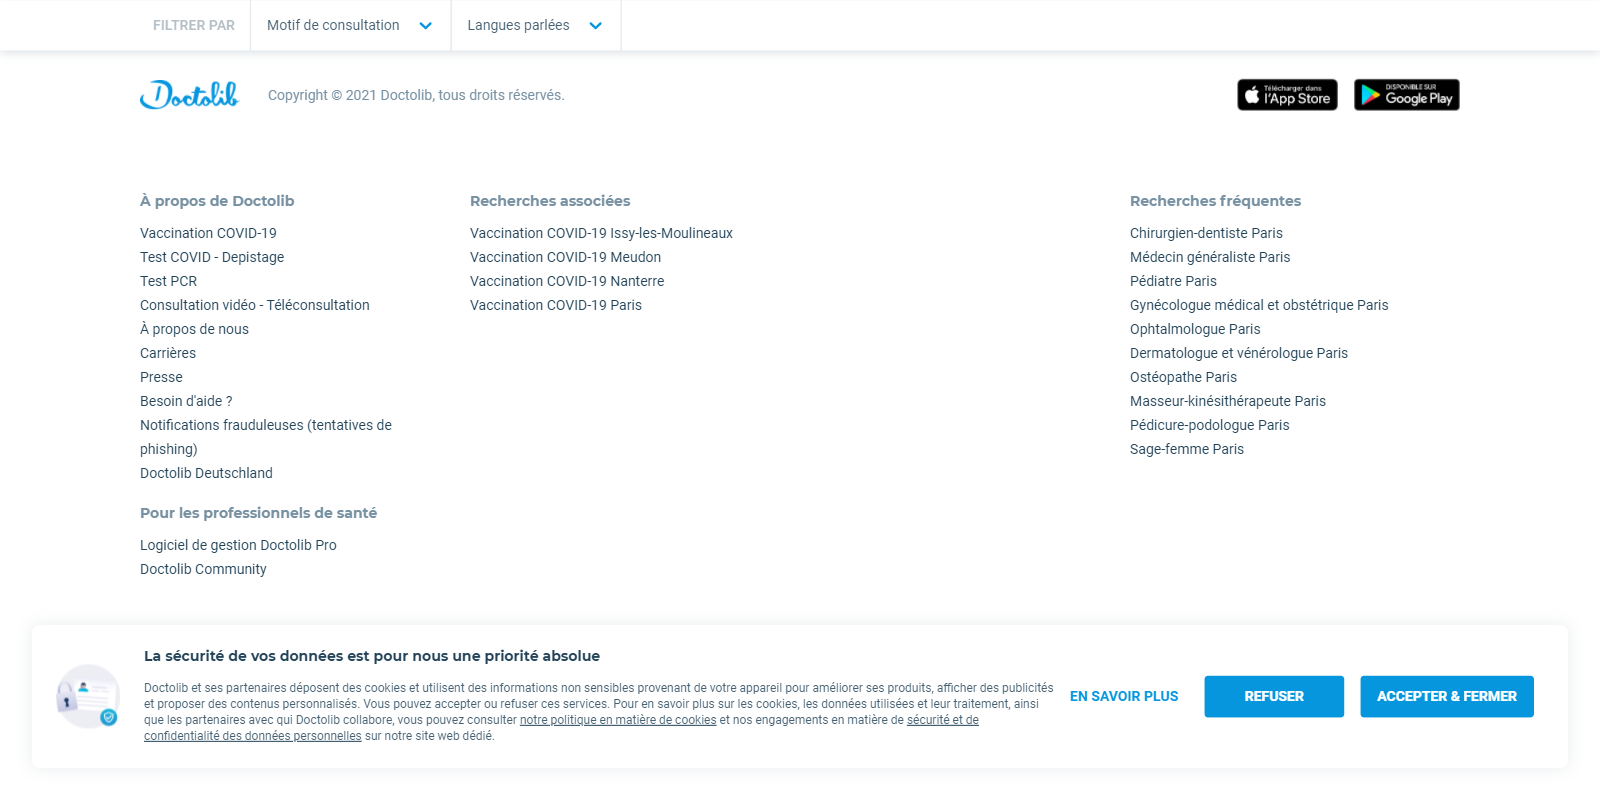 FILTRER PAR
Motif de consultation
Langues parlées
Doctolib
Copyright © 2021 Doctolib, tous droits réservés.
Télécharger dans
l'App Store
DISPONIBLE SUR
Google Play
À propos de Doctolib
Vaccination COVID-19
Test COVID - Depistage
Test PCR
Consultation vidéo - Téléconsultation
À propos de nous
Carrières
Presse
Besoin d'aide ?
Notifications frauduleuses (tentatives de
phishing)
Doctolib Deutschland
Pour les professionnels de santé
Logiciel de gestion Doctolib Pro
Doctolib Community
Recherches associées
Vaccination COVID-19 Issy-les-Moulineaux
Vaccination COVID-19 Meudon
Vaccination COVID-19 Nanterre
Vaccination COVID-19 Paris
Recherches fréquentes
Chirurgien-dentiste Paris
Médecin généraliste Paris
Pédiatre Paris
Gynécologue médical et obstétrique Paris
Ophtalmologue Paris
Dermatologue et vénérologue Paris
Ostéopathe Paris
Masseur-kinésithérapeute Paris
Pédicure-podologue Paris
Sage-femme Paris
La sécurité de vos données est pour nous une priorité absolue
Doctolib et ses partenaires déposent des cookies et utilisent des informations non sensibles provenant de votre appareil pour améliorer ses produits, afficher des publicités
et proposer des contenus personnalisés. Vous pouvez accepter ou refuser ces services. Pour en savoir plus sur les cookies, les données utilisées et leur traitement, ainsi
que les partenaires avec qui Doctolib collabore, vous pouvez consulter notre politique en matière de cookies et nos engagements en matière de sécurité et de
confidentialité des données personnelles sur notre site web dédié.
EN SAVOIR PLUS
REFUSER
ACCEPTER & FERMER